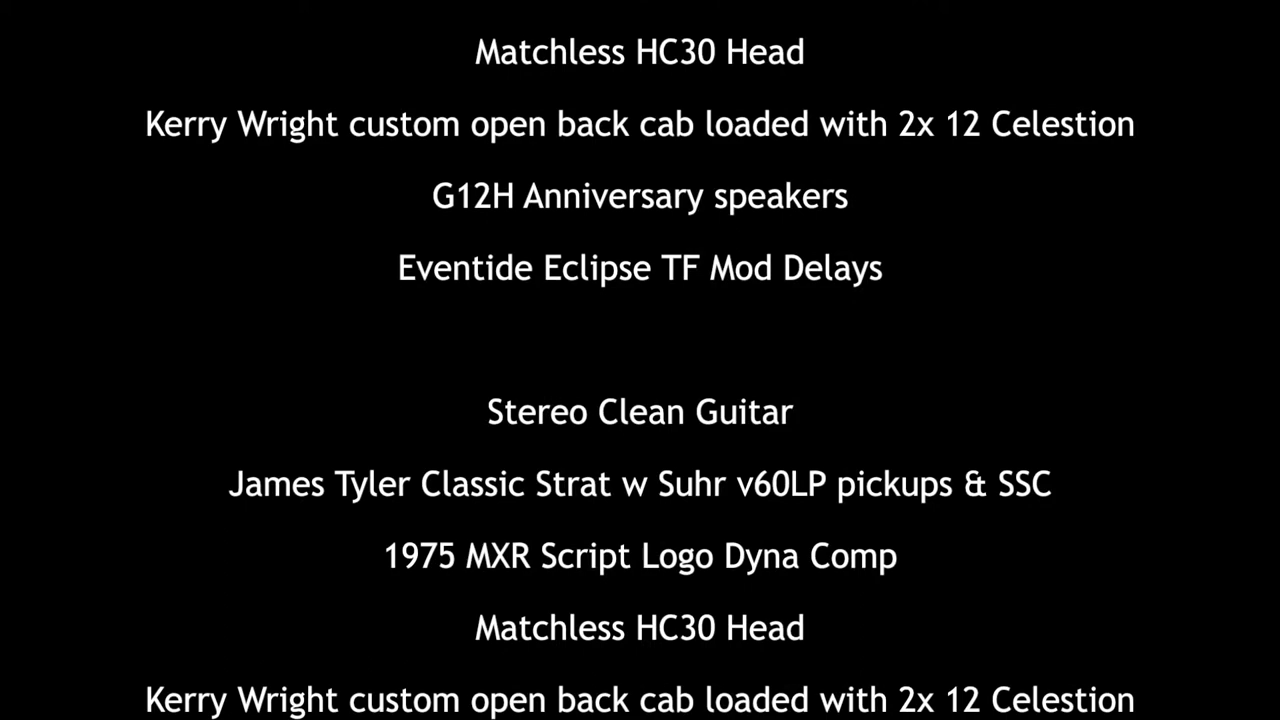 Matchless HC30 Head
Kerry Wright custom open back cab loaded with 2x 12 Celestion
G12H Anniversary speakers
Eventide Eclipse TF Mod Delays
Stereo Clean Guitar
James Tyler Classic Strat w Suhr v60LP pickups & SSC
1975 MXR Script Logo Dyna Comp
Matchless HC30 Head
Kerry Wright custom open back cab loaded with 2x 12 Celestion